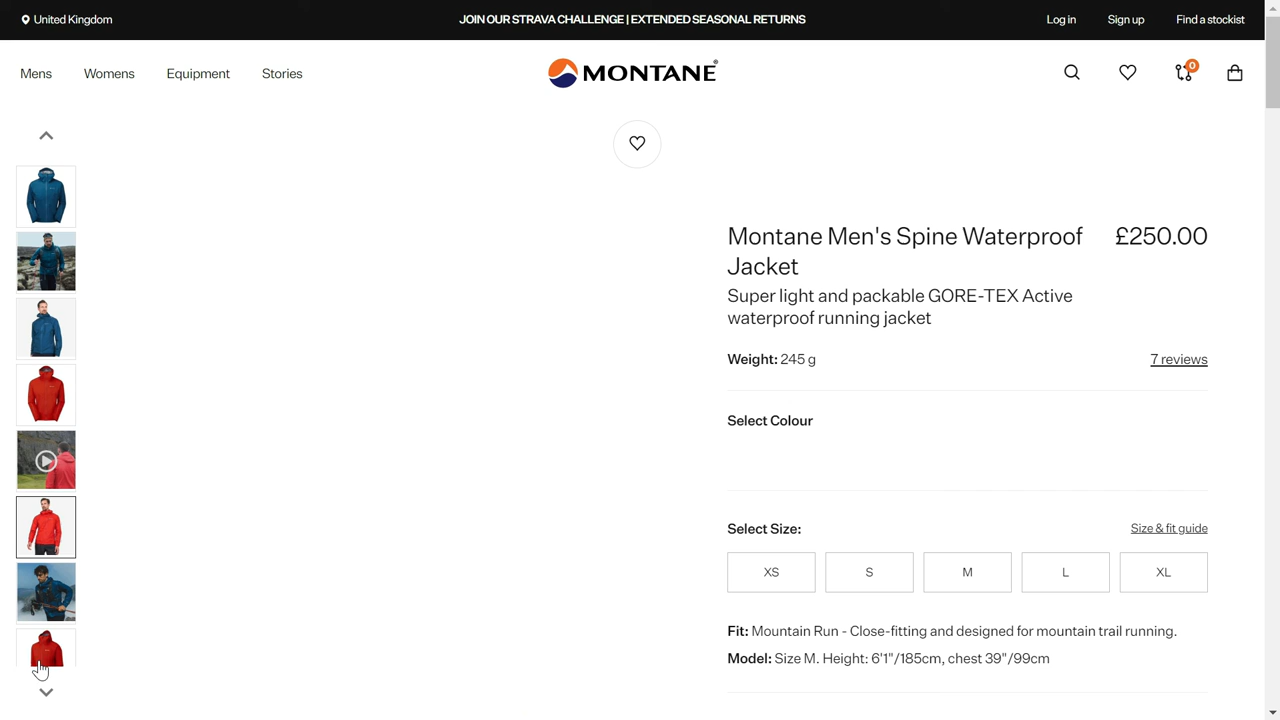 United Kingdom
JOIN OUR STRAVA CHALLENGE | EXTENDED SEASONAL RETURNS
Log in
Sign up
Find a stockist
Mens
Womens
Equipment
Stories
MONTANE®
0
Montane Men's Spine Waterproof
Jacket
£250.00
Super light and packable GORE-TEX Active
waterproof running jacket
Weight: 245 g
7 reviews
Select Colour
Select Size:
Size & fit guide
XS
S
M
L
XL
Fit: Mountain Run - Close-fitting and designed for mountain trail running.
Model: Size M. Height: 6'1"/185cm, chest 39"/99cm